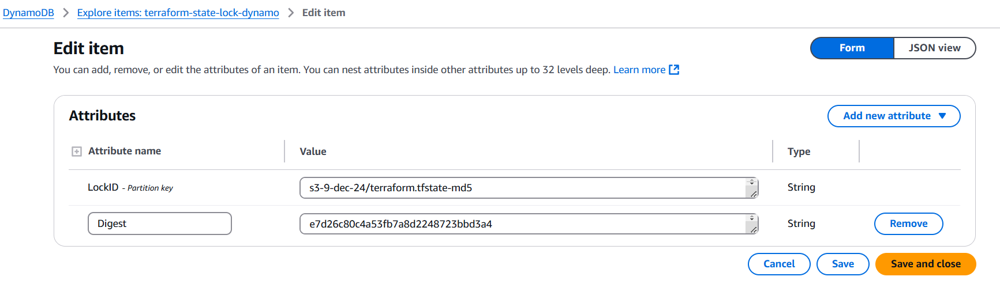 DynamoDB > Explore items: terraform-state-lock-dynamo > Edit item
Edit item
Form JSON view
You can add, remove, or edit the attributes of an item. You can nest attributes inside other attributes up to 32 levels deep. Learn more
Attributes
Add new attribute
Attribute name Value Type
LockID - Partition key s3-9-dec-24/terraform.tfstate-md5 String
Digest e7d26c80c4a53fb7a8d2248723bbd3a4 String Remove
Cancel Save Save and close